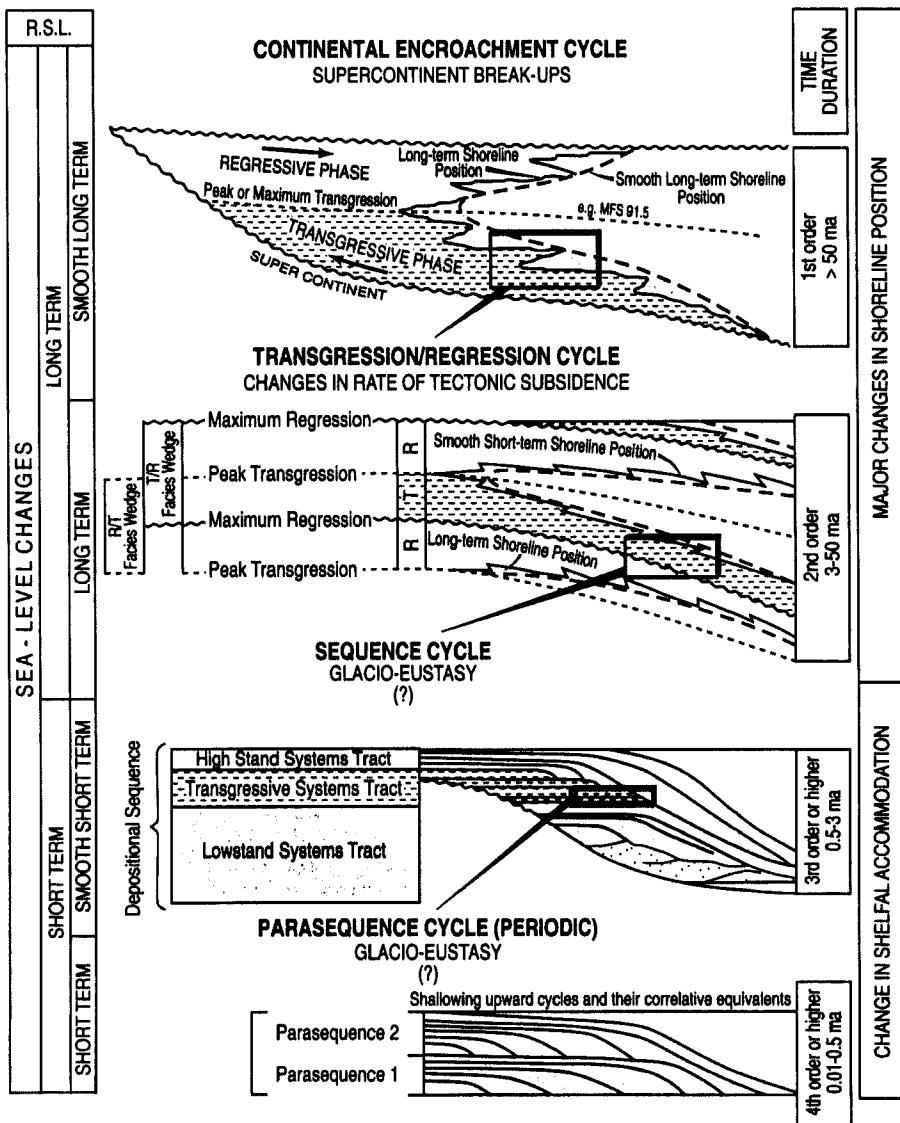 R.S.L.
CONTINENTAL ENCROACHMENT CYCLE
SUPERCONTINENT BREAK-UPS
TIME
DURATION
REGRESSIVE PHASE
Long-term Shoreline
Position
Smooth Long-term Shoreline
Position
Peak or Maximum Transgression
e.g. MFS 91.5
TRANSGRESSIVE PHASE
SUPER CONTINENT
1st order
> 50 ma
TRANSGRESSION/REGRESSION CYCLE
CHANGES IN RATE OF TECTONIC SUBSIDENCE
Maximum Regression
Smooth Short-term Shoreline Position
Peak Transgression
Maximum Regression
Long-term Shoreline Position
Peak Transgression
R
T
R
T/R
Facies Wedge
R/T
Facies Wedge
2nd order
3-50 ma
SEQUENCE CYCLE
GLACIO-EUSTASY
(?)
Depositional Sequence
High Stand Systems Tract
Transgressive Systems Tract
Lowstand Systems Tract
3rd order or higher
0.5-3 ma
PARASEQUENCE CYCLE (PERIODIC)
GLACIO-EUSTASY
(?)
Shallowing upward cycles and their correlative equivalents
Parasequence 2
Parasequence 1
4th order or higher
0.01-0.5 ma
SEA - LEVEL CHANGES
LONG TERM
SMOOTH LONG TERM
LONG TERM
SHORT TERM
SMOOTH SHORT TERM
SHORT TERM
MAJOR CHANGES IN SHORELINE POSITION
CHANGE IN SHELFAL ACCOMMODATION